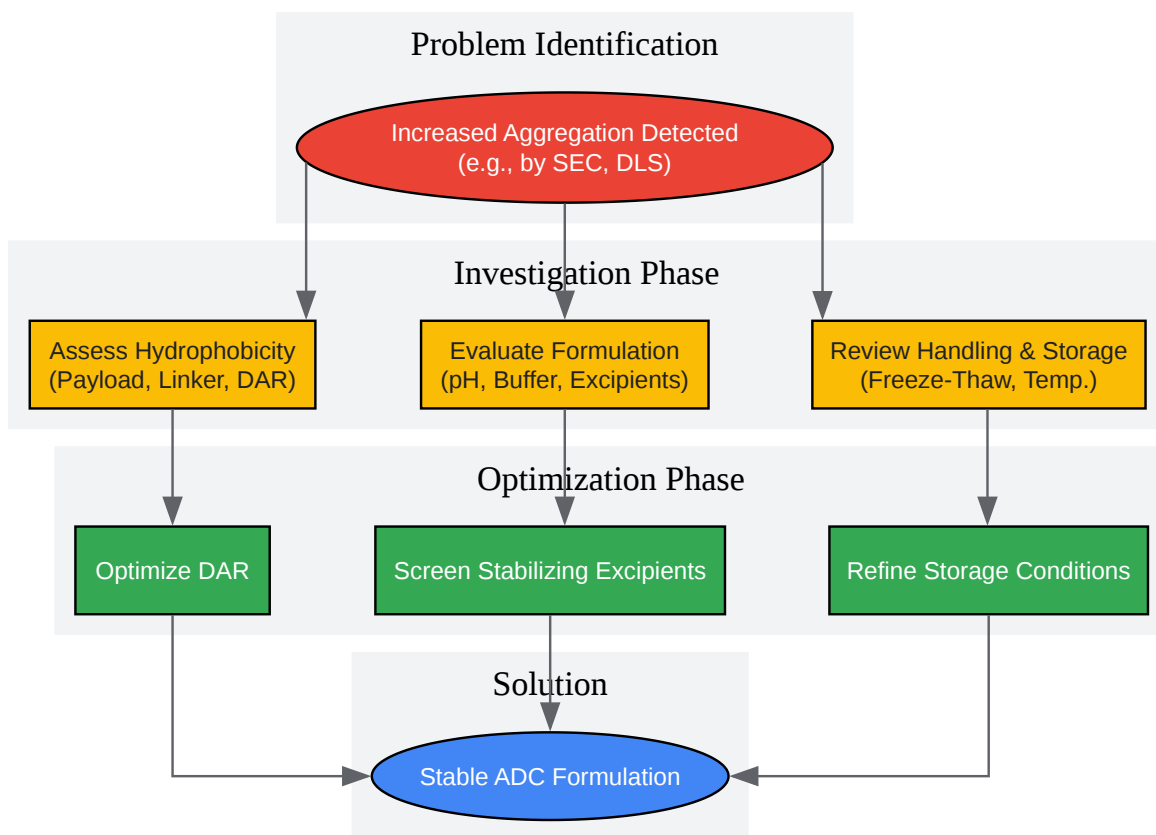 Problem Identification
Increased Aggregation Detected
(e.g., by SEC, DLS)
Investigation Phase
Assess Hydrophobicity
(Payload, Linker, DAR)
Evaluate Formulation
(pH, Buffer, Excipients)
Review Handling & Storage
(Freeze-Thaw, Temp.)
Optimization Phase
Optimize DAR
Screen Stabilizing Excipients
Refine Storage Conditions
Solution
Stable ADC Formulation